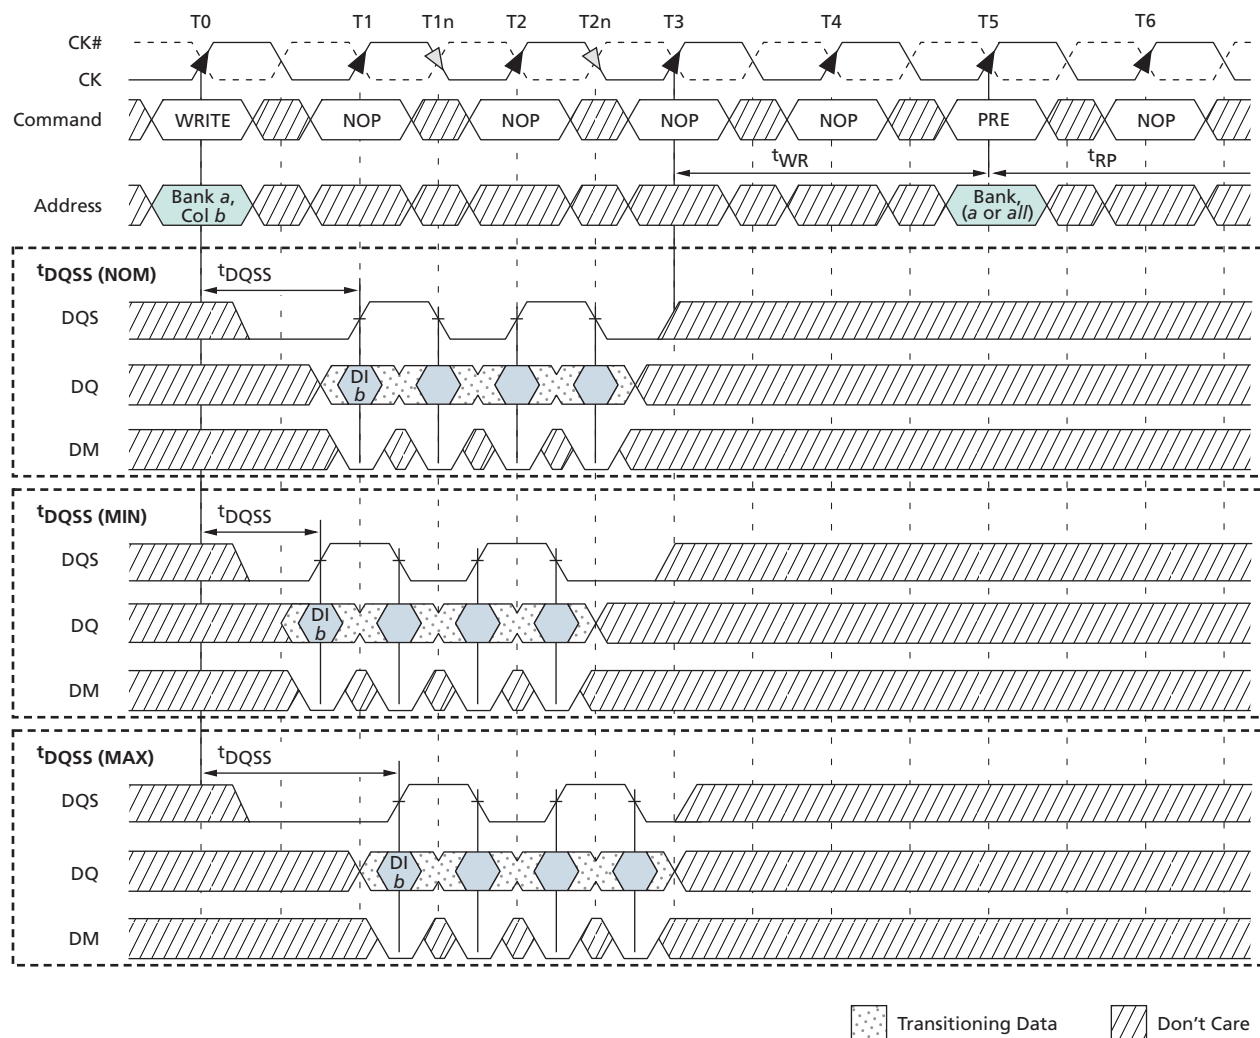 T0 T1 T1n T2 T2n T3 T4 T5 T6
CK#
CK
Command WRITE NOP NOP NOP NOP PRE NOP
tWR tRP
Address Bank a, Col b Bank, (a or all)
tDQSS (NOM) tDQSS
DQS
DQ DI b
DM
tDQSS (MIN) tDQSS
DQS
DQ DI b
DM
tDQSS (MAX) tDQSS
DQS
DQ DI b
DM
Transitioning Data Don't Care